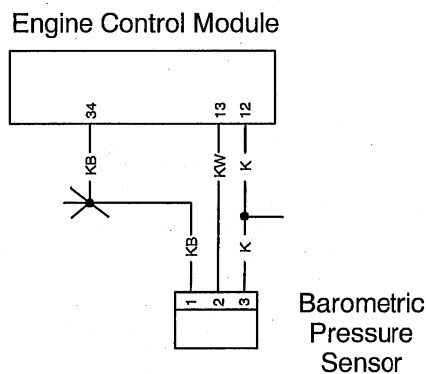 Engine Control Module
34
13
12
KB
KW
K
KB
K
1
2
3
Barometric
Pressure
Sensor